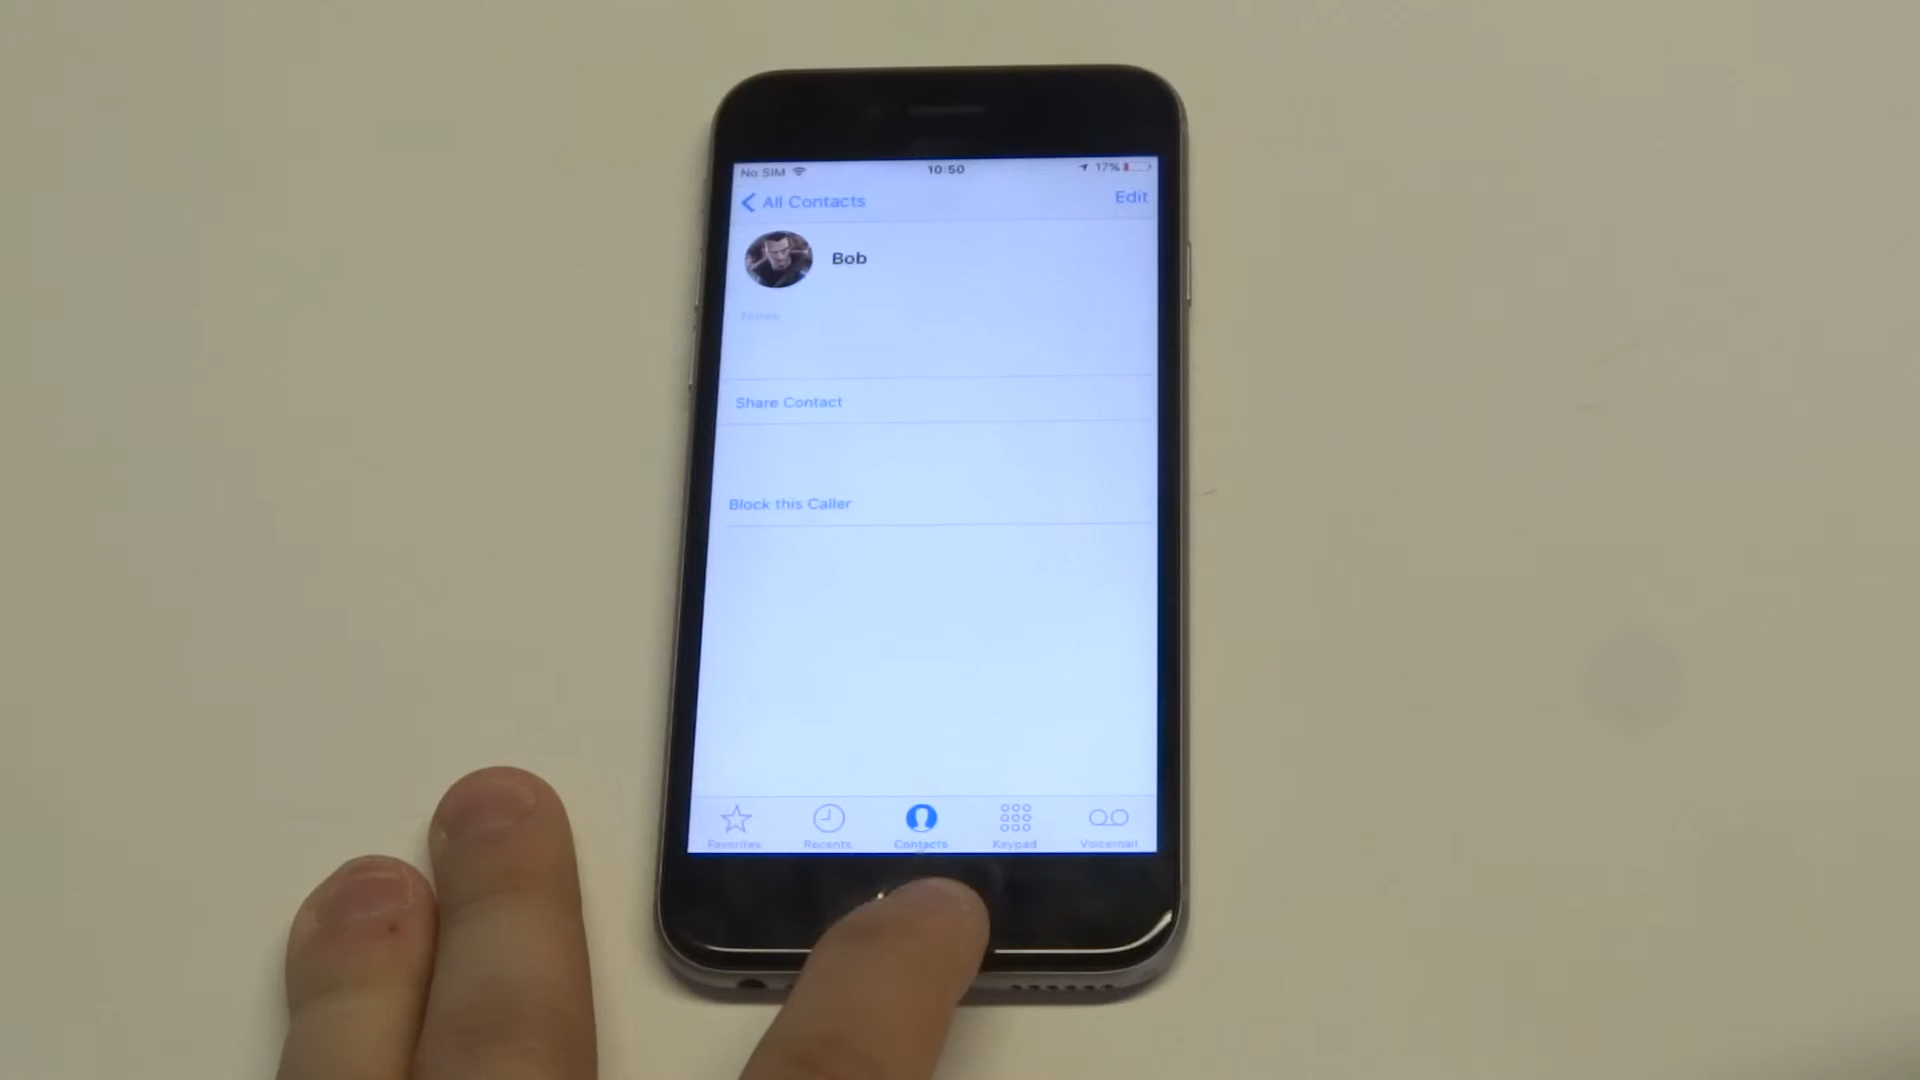 No SIM 10:50 17%
All Contacts Edit
Bob
Notes
Share Contact
Block this Caller
Favorites Recents Contacts Keypad Voicemail